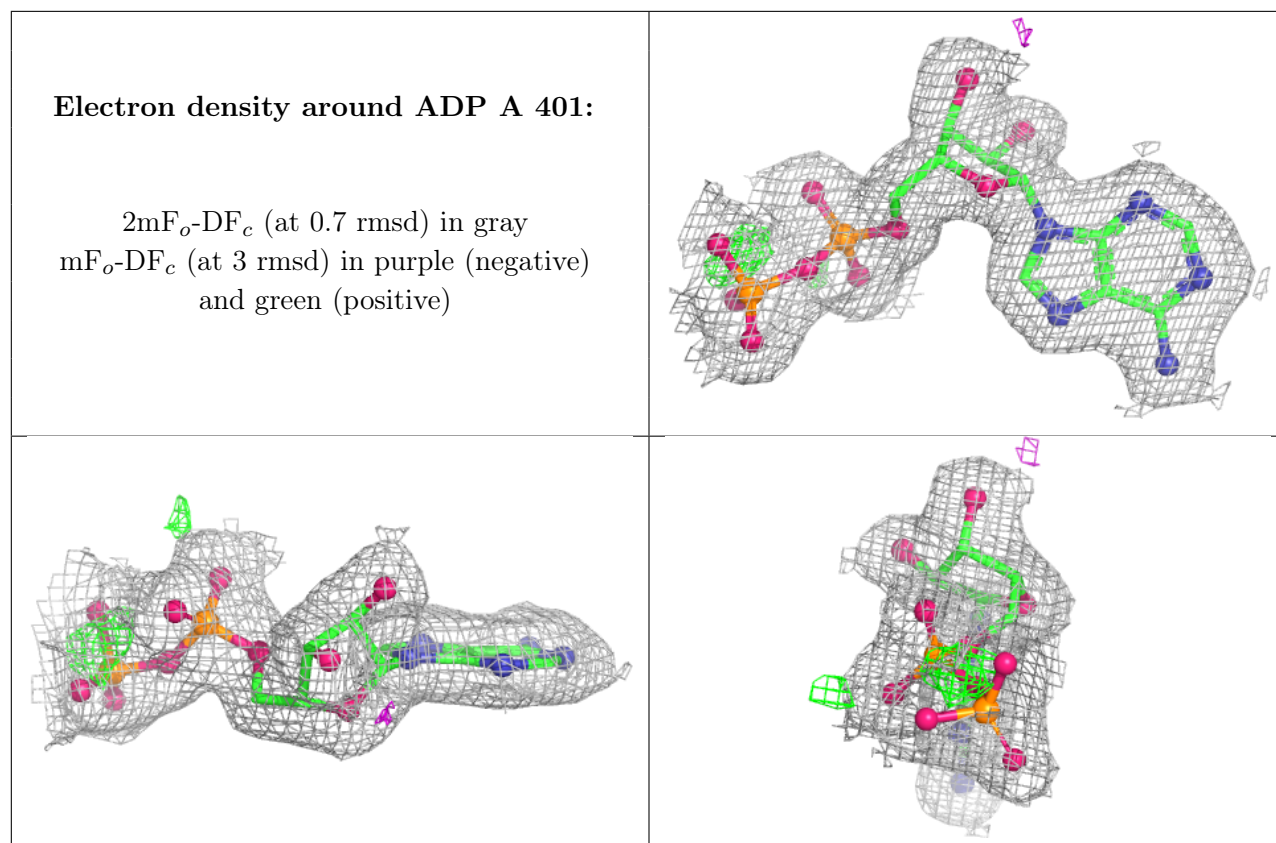 Electron density around ADP A 401:
2mFo-DFc (at 0.7 rmsd) in gray
mFo-DFc (at 3 rmsd) in purple (negative)
and green (positive)